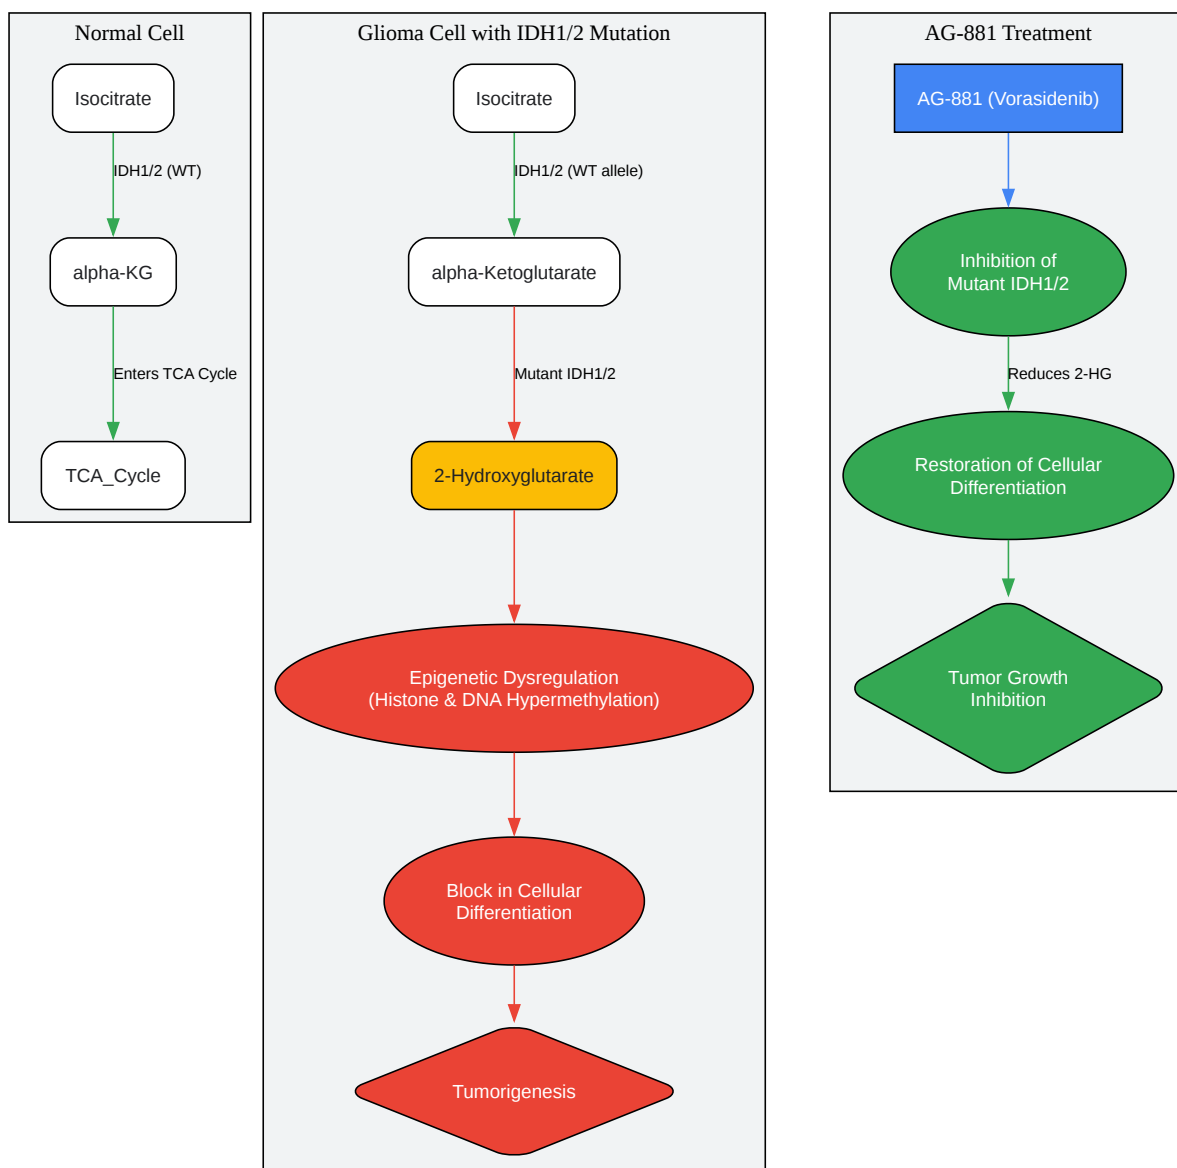 Normal Cell
Isocitrate
IDH1/2 (WT)
alpha-KG
Enters TCA Cycle
TCA_Cycle
Glioma Cell with IDH1/2 Mutation
Isocitrate
IDH1/2 (WT allele)
alpha-Ketoglutarate
Mutant IDH1/2
2-Hydroxyglutarate
Epigenetic Dysregulation
(Histone & DNA Hypermethylation)
Block in Cellular
Differentiation
Tumorigenesis
AG-881 Treatment
AG-881 (Vorasidenib)
Inhibition of
Mutant IDH1/2
Reduces 2-HG
Restoration of Cellular
Differentiation
Tumor Growth
Inhibition